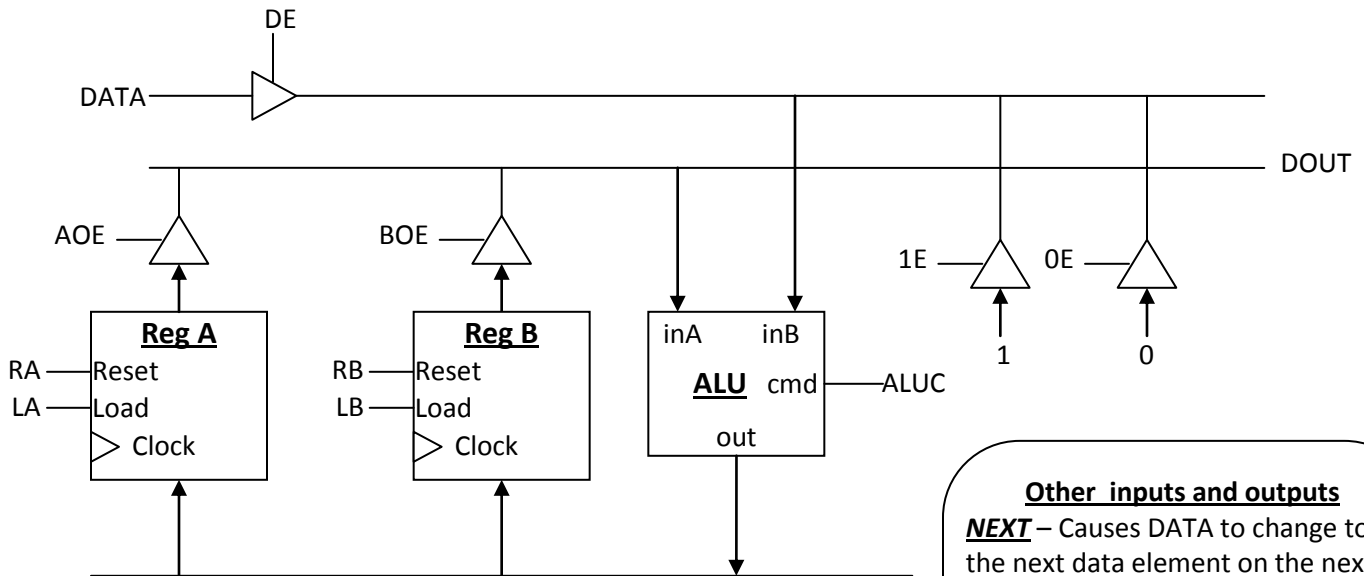 DE
DATA
DOUT
AOE
BOE
1E
0E
Reg A
Reg B
inA inB
1
0
RA
Reset
RB
Reset
ALU cmd
ALUC
LA
Load
LB
Load
Clock
Clock
out
Other inputs and outputs
NEXT – Causes DATA to change to
the next data element on the nex